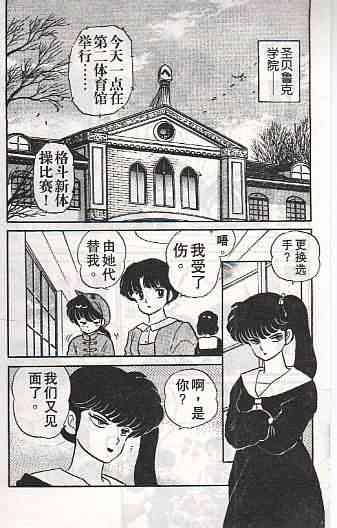 圣贝鲁克
学院——
今天一点在
第二体育馆
举行……
格斗新体
操比赛！
更换选
手？
唔。
我受了
伤。
由她代
替我。
啊，是
你？
我们又见
面了。